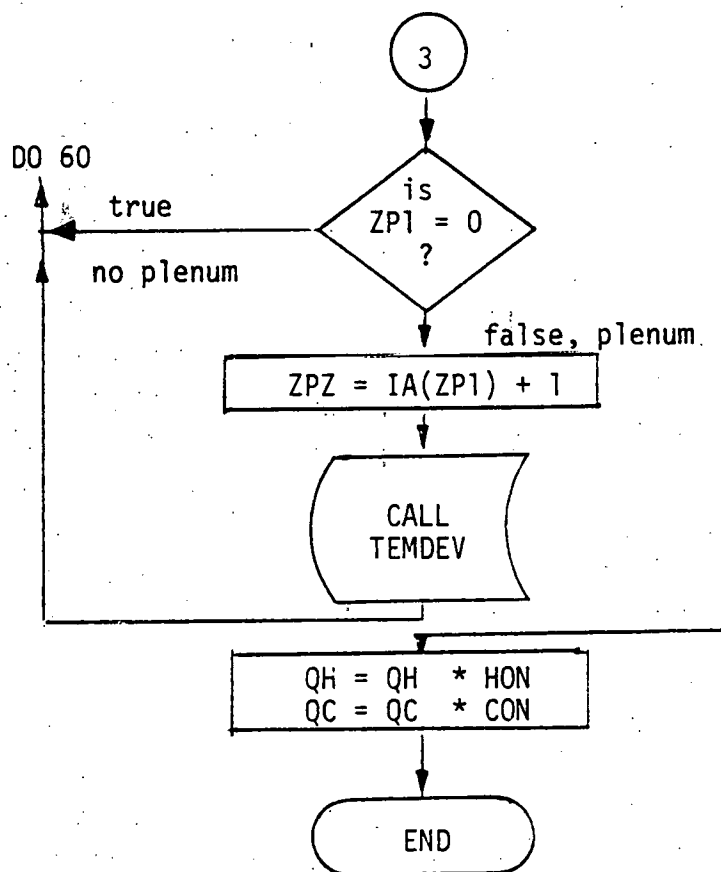 3
DO 60
is
ZP1 = 0
?
true
no plenum
false, plenum
ZPZ = IA(ZP1) + 1
CALL
TEMDEV
QH = QH * HON
QC = QC * CON
END